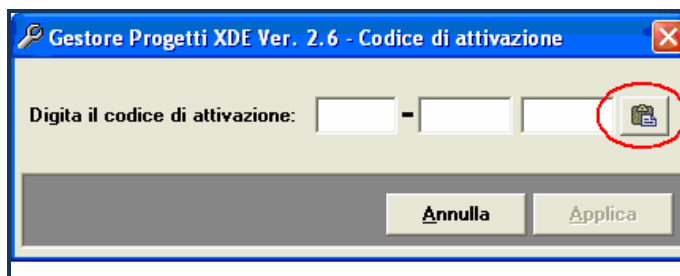 Gestore Progetti XDE Ver. 2.6 - Codice di attivazione
Digita il codice di attivazione: -
Annulla Applica